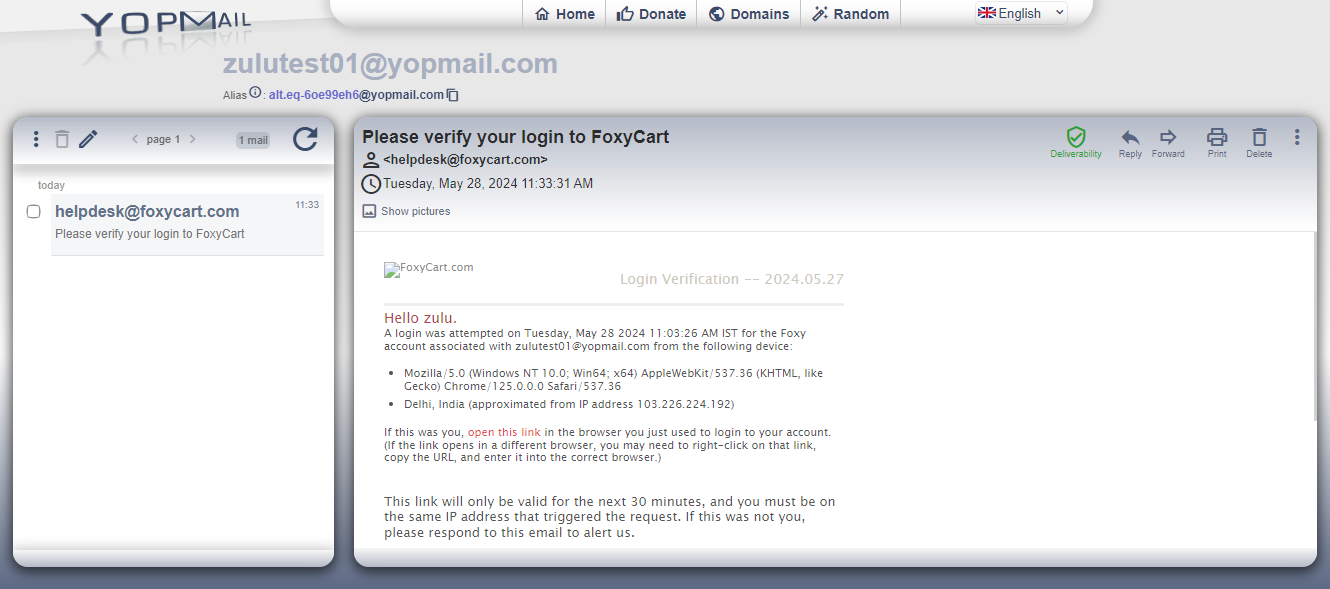 YOPMAIL
Home
Donate
Domains
Random
English
zulutest01@yopmail.com
Alias : alt.eq-6oe99eh6@yopmail.com
page 1
1 mail
today
helpdesk@foxycart.com
11:33
Please verify your login to FoxyCart
Please verify your login to FoxyCart
<helpdesk@foxycart.com>
Tuesday, May 28, 2024 11:33:31 AM
Show pictures
Deliverability
Reply
Forward
Print
Delete
FoxyCart.com
Login Verification -- 2024.05.27
Hello zulu.
A login was attempted on Tuesday, May 28 2024 11:03:26 AM IST for the Foxy
account associated with zulutest01@yopmail.com from the following device:
• Mozilla/5.0 (Windows NT 10.0; Win64; x64) AppleWebKit/537.36 (KHTML, like
Gecko) Chrome/125.0.0.0 Safari/537.36
• Delhi, India (approximated from IP address 103.226.224.192)
If this was you, open this link in the browser you just used to login to your account.
(If the link opens in a different browser, you may need to right-click on that link,
copy the URL, and enter it into the correct browser.)
This link will only be valid for the next 30 minutes, and you must be on
the same IP address that triggered the request. If this was not you,
please respond to this email to alert us.